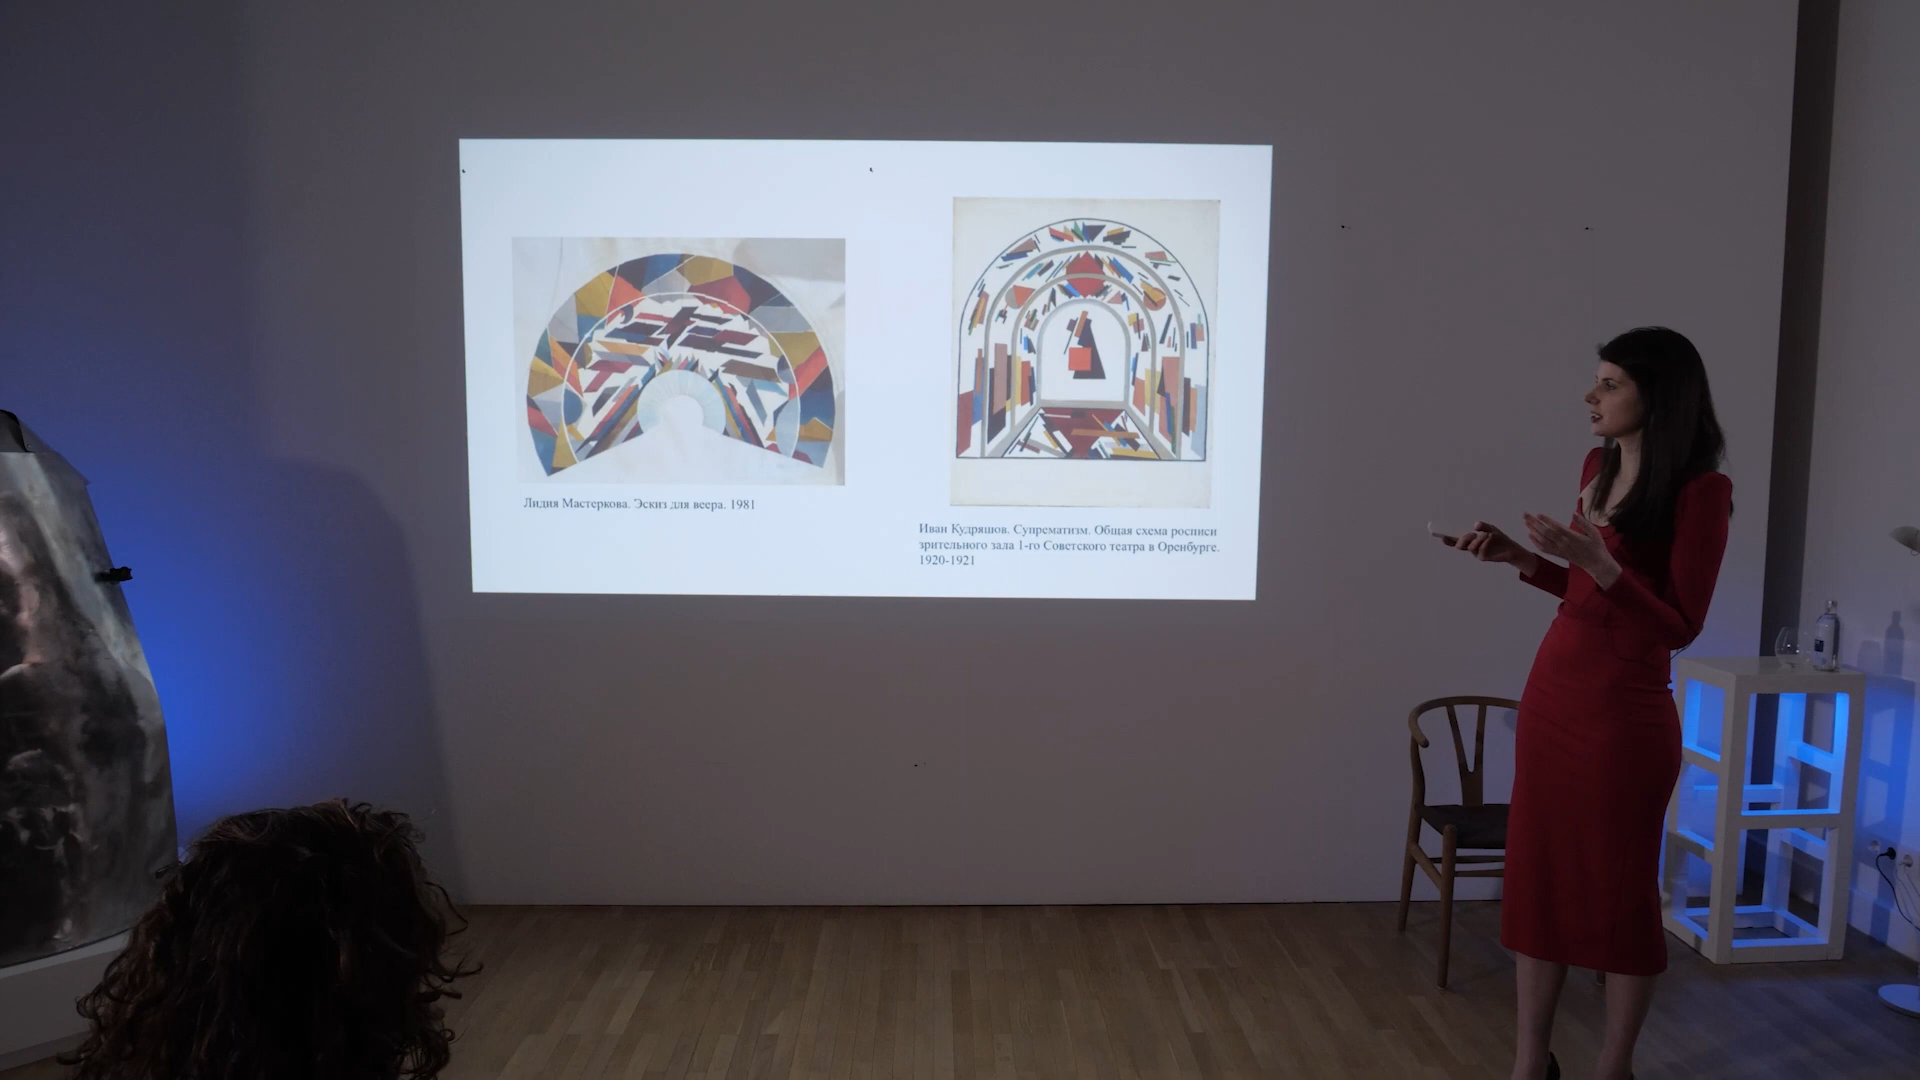 Лидия Мастеркова. Эскиз для веера. 1981
Иван Кудряшов. Супрематизм. Общая схема росписи
зрительного зала 1-го Советского театра в Оренбурге.
1920-1921